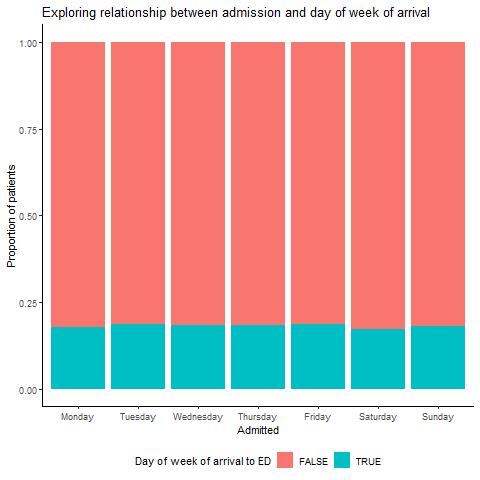 Exploring relationship between admission and day of week of arrival
Proportion of patients
1.00
0.75
0.50
0.25
0.00
Monday Tuesday Wednesday Thursday Friday Saturday Sunday
Admitted
Day of week of arrival to ED FALSE TRUE